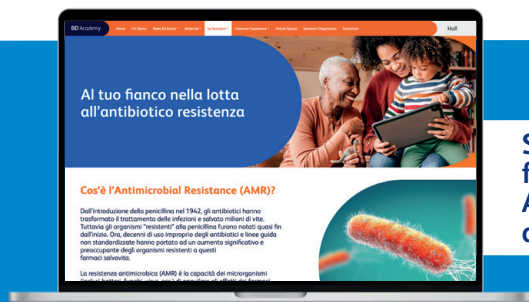 BD Academy
Home
Chi Siamo
Hall
Al tuo fianco nella lotta
all'antibiotico resistenza
Cos'è l'Antimicrobial Resistance (AMR)?
Dall'introduzione della penicillina nel 1942, gli antibiotici hanno
trasformato il trattamento delle infezioni e salvato milioni di vite.
Tuttavia gli organismi "resistenti" alla penicillina furono notati quasi fin
dall'inizio. Ora, decenni di uso improprio degli antibiotici e linee guida
non standardizzate hanno portato ad un aumento significativo e
preoccupante degli organismi resistenti a questi
farmaci salvavita.
La resistenza antimicrobica (AMR) è la capacità dei microrganismi